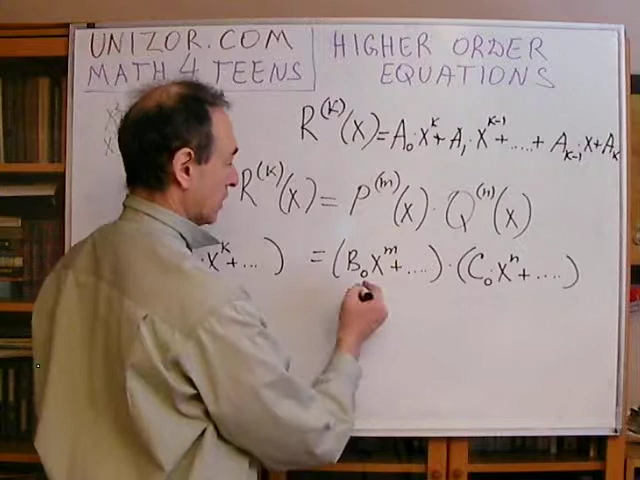 UNIZOR.COM
MATH 4 TEENS
HIGHER ORDER
EQUATIONS
R^(K)(X)=A₀·X^K+A₁·X^(K-1)+....+A_(K-1)·X+A_K
R^(K)(X)=P^(m)(X)·Q^(n)(X)
·X^K+...)=(B₀X^m+....)·(C₀X^n+....)